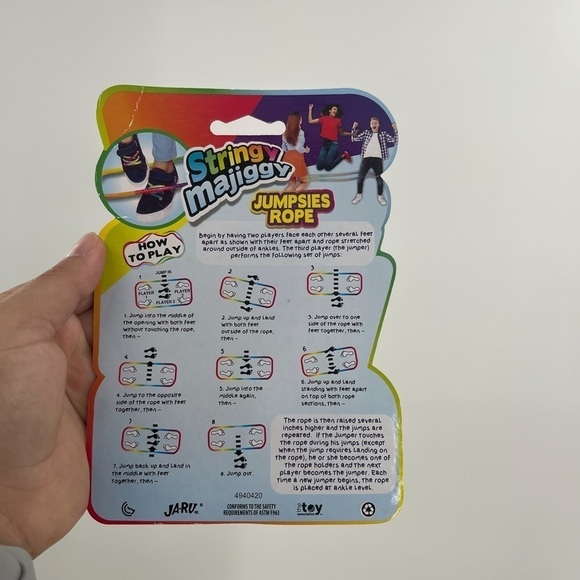 Stringy
majiggy
JUMPSIES
ROPE
HOW
TO PLAY
Begin by having two players face each other several feet
apart as shown with their feet apart and rope stretched
around outside of ankles. The third player (the jumper)
performs the following set of jumps:
1
JUMP IN
PLAYER
PLAYER
PLAYER 3
1. Jump into the middle of
the opening with both feet
without touching the rope,
then –
2
2. Jump up and land
with both feet
outside of the rope,
then –
3
3. Jump over to one
side of the rope with
feet together, then –
4
4. Jump to the opposite
side of the rope with feet
together, then –
5
5. Jump into the
middle again,
then –
6
6. Jump up and land
standing with feet apart
on top of both rope
sections, then –
7
7. Jump back up and land in
the middle with feet
together, then –
8
8. Jump out.
The rope is then raised several
inches higher and the jumps are
repeated. If the Jumper touches
the rope during his jumps (except
when the jump requires landing on
the rope), he or she becomes one of
the rope holders and the next
player becomes the jumper. Each
time a new jumper begins, the rope
is placed at ankle level.
4940420
JA-RU
CONFORMS TO THE SAFETY
REQUIREMENTS OF ASTM F963
the toy